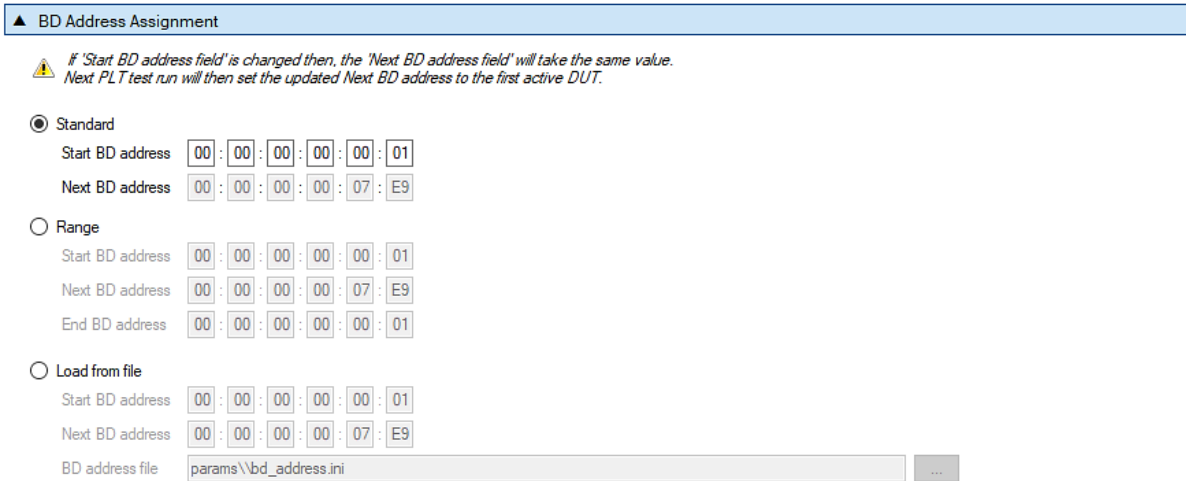 ▲ BD Address Assignment
If 'Start BD address field' is changed then, the 'Next BD address field' will take the same value.
Next PLT test run will then set the updated Next BD address to the first active DUT.
Standard
Start BD address 00 : 00 : 00 : 00 : 00 : 01
Next BD address 00 : 00 : 00 : 00 : 07 : E9
Range
Start BD address 00 : 00 : 00 : 00 : 00 : 01
Next BD address 00 : 00 : 00 : 00 : 07 : E9
End BD address 00 : 00 : 00 : 00 : 00 : 01
Load from file
Start BD address 00 : 00 : 00 : 00 : 00 : 01
Next BD address 00 : 00 : 00 : 00 : 07 : E9
BD address file params\\bd_address.ini ...